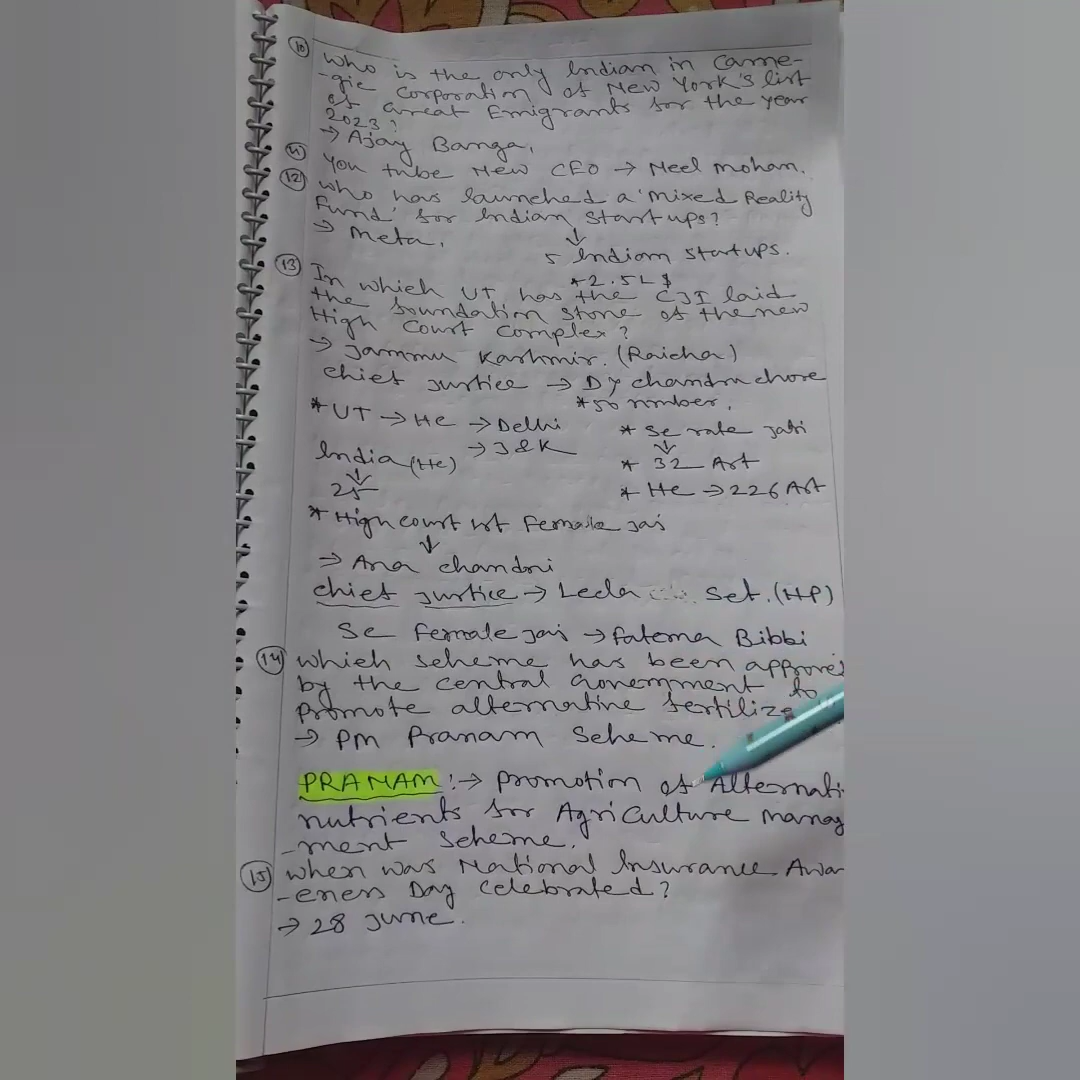 10 Who is the only Indian in Carne-
-gie Corporation of New York's list
of Great Emigrants for the year
2023?
→ Ajay Banga.
11 You tube New CEO → Neel Mohan.
12 who has launched a 'Mixed Reality
Fund' for Indian Startups?
→ Meta.
↓
5 Indian startups.
*2.5L $
13 In which UT has the CJI laid
the foundation stone of the new
High Court Complex?
→ Jammu Kashmir. (Raicha)
chief justice → Dy chandrachore
*50 nmber.
*UT → Hc → Delhi
→ J&K
* Sc rate jabi
↓
* 32 Art
* Hc → 226 Art
India (Hc)
↓
25
* High court 1st Female jaj
↓
→ Ana chandni
chief justice → Leela Set. (HP)
Sc Female jaj → fatema Bibbi
14 which scheme has been approve
by the central Government to
Promote alternative fertilize
→ PM Pranam Scheme.
PRANAM :→ Promotion of Alternati
nutrients for Agriculture manag
-ment Scheme.
15 when was National Insurance Awar
-eness Day celebrated?
→ 28 June.